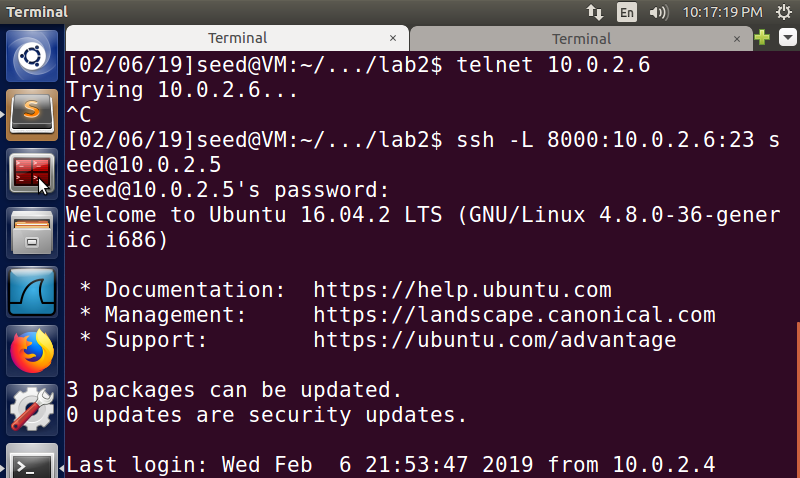 Terminal
En
10:17:19 PM
Terminal ×
Terminal ×
[02/06/19]seed@VM:~/.../lab2$ telnet 10.0.2.6
Trying 10.0.2.6...
^C
[02/06/19]seed@VM:~/.../lab2$ ssh -L 8000:10.0.2.6:23 s
eed@10.0.2.5
seed@10.0.2.5's password:
Welcome to Ubuntu 16.04.2 LTS (GNU/Linux 4.8.0-36-gener
ic i686)
* Documentation:  https://help.ubuntu.com
* Management:     https://landscape.canonical.com
* Support:        https://ubuntu.com/advantage
3 packages can be updated.
0 updates are security updates.
Last login: Wed Feb  6 21:53:47 2019 from 10.0.2.4